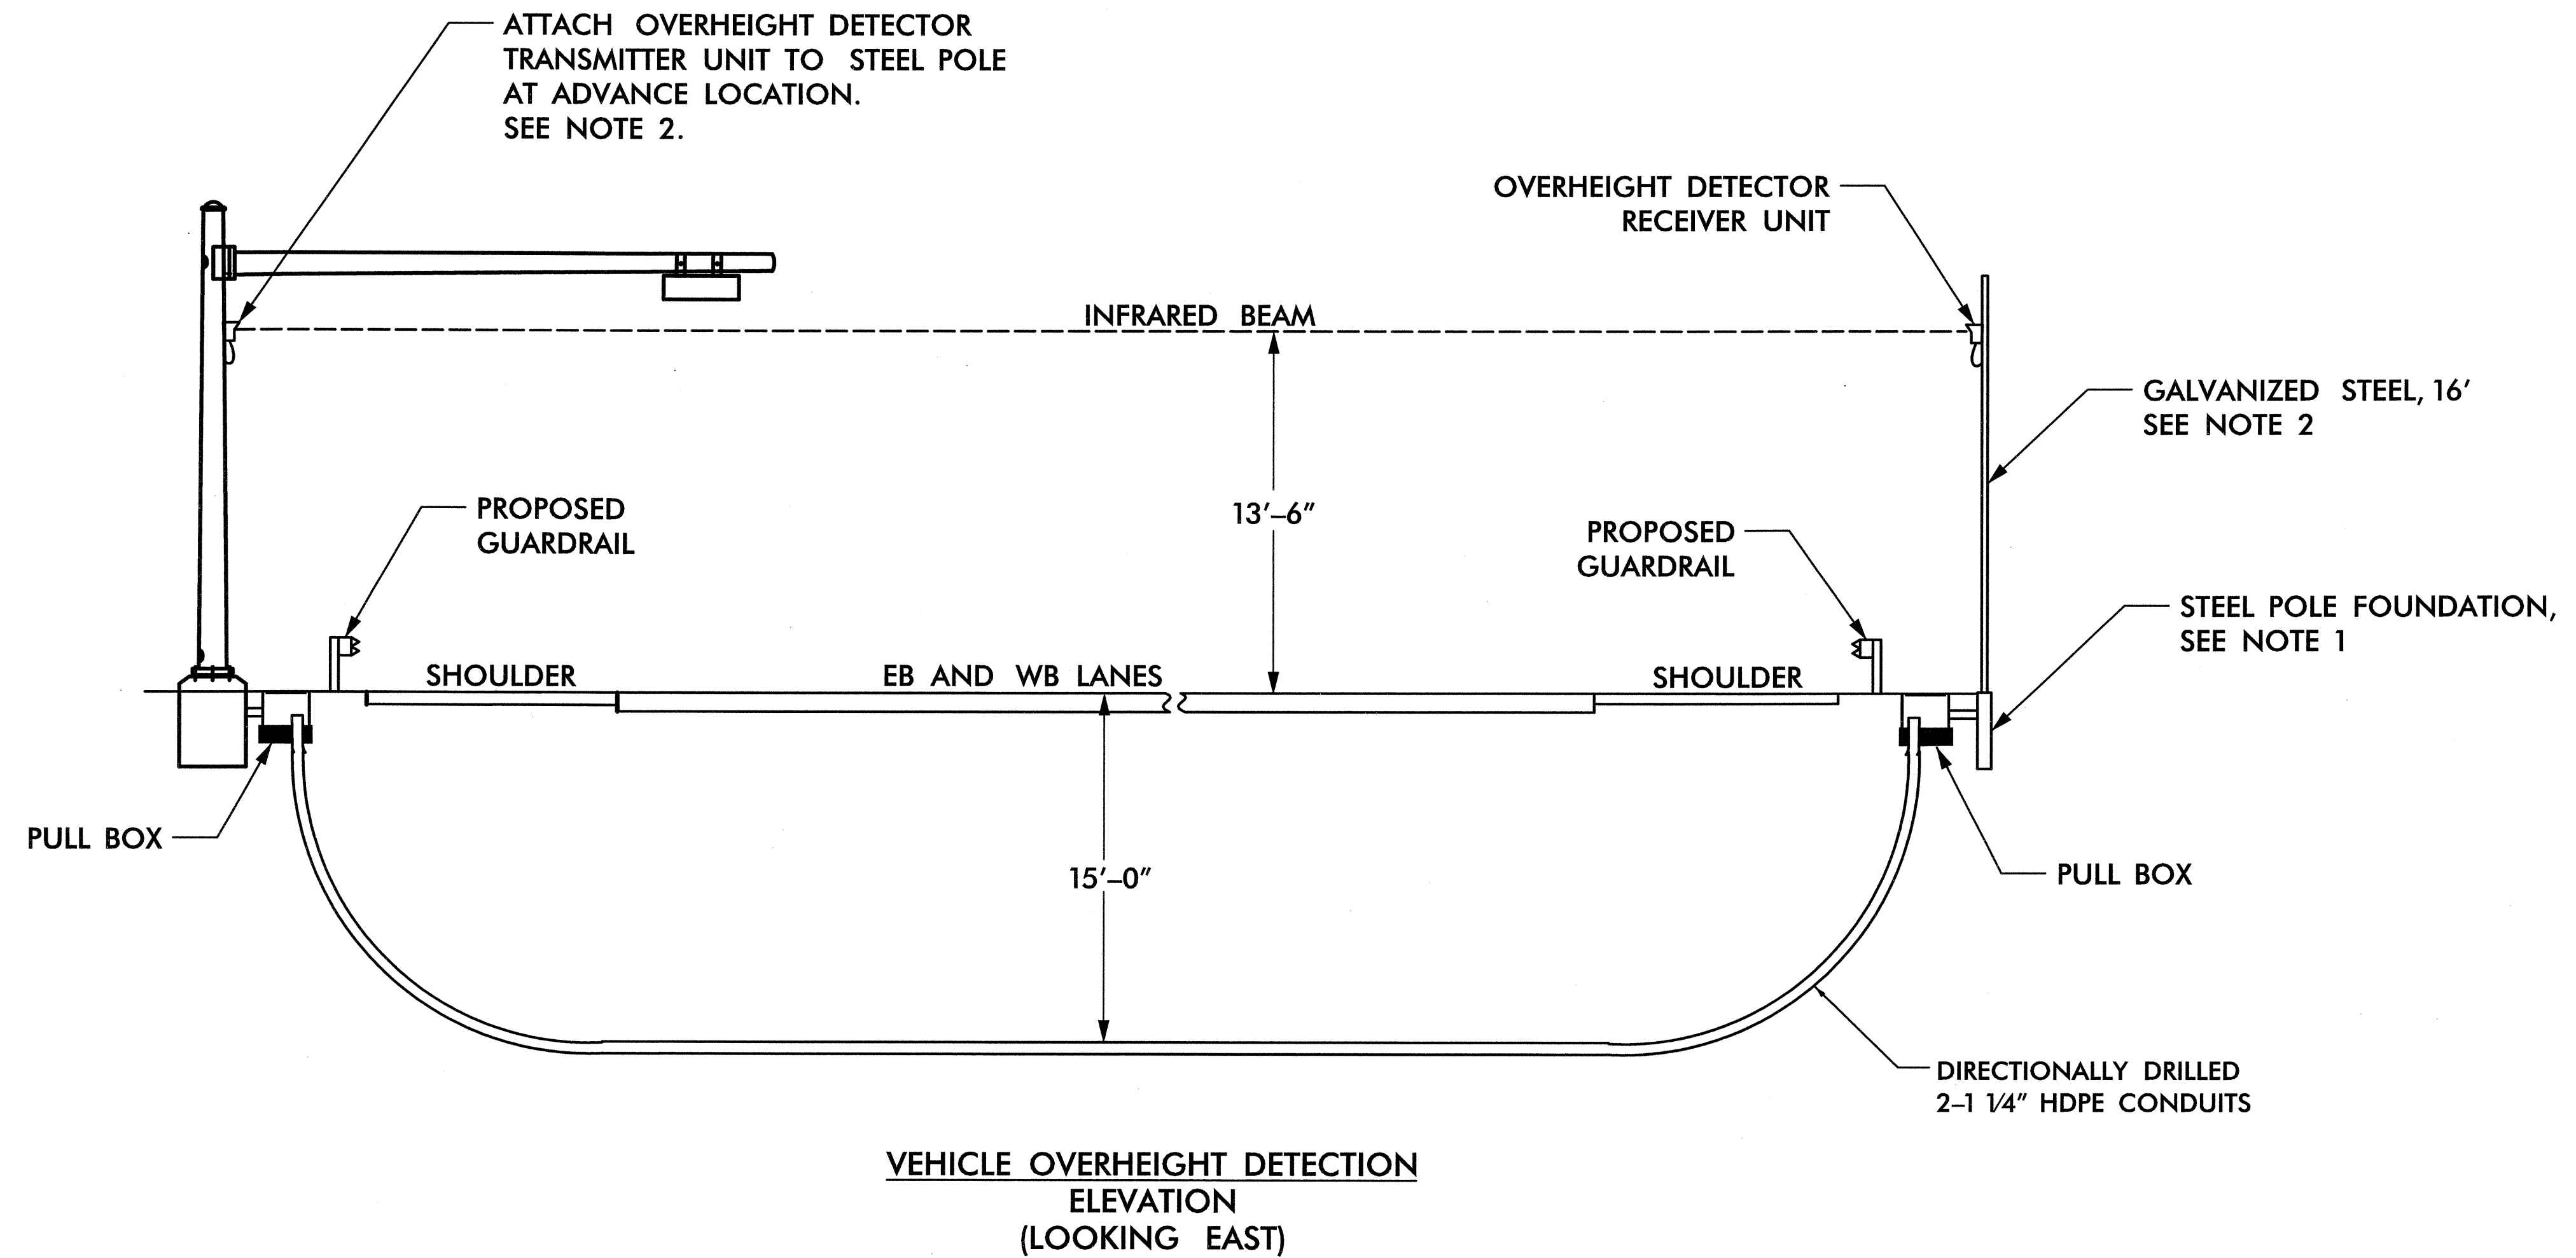 ATTACH OVERHEIGHT DETECTOR
TRANSMITTER UNIT TO STEEL POLE
AT ADVANCE LOCATION.
SEE NOTE 2.
OVERHEIGHT DETECTOR
RECEIVER UNIT
INFRARED BEAM
GALVANIZED STEEL, 16'
SEE NOTE 2
PROPOSED
GUARDRAIL
13'–6"
PROPOSED
GUARDRAIL
STEEL POLE FOUNDATION,
SEE NOTE 1
SHOULDER
EB AND WB LANES
SHOULDER
PULL BOX
15'–0"
PULL BOX
DIRECTIONALLY DRILLED
2–1 1/4" HDPE CONDUITS
VEHICLE OVERHEIGHT DETECTION
ELEVATION
(LOOKING EAST)